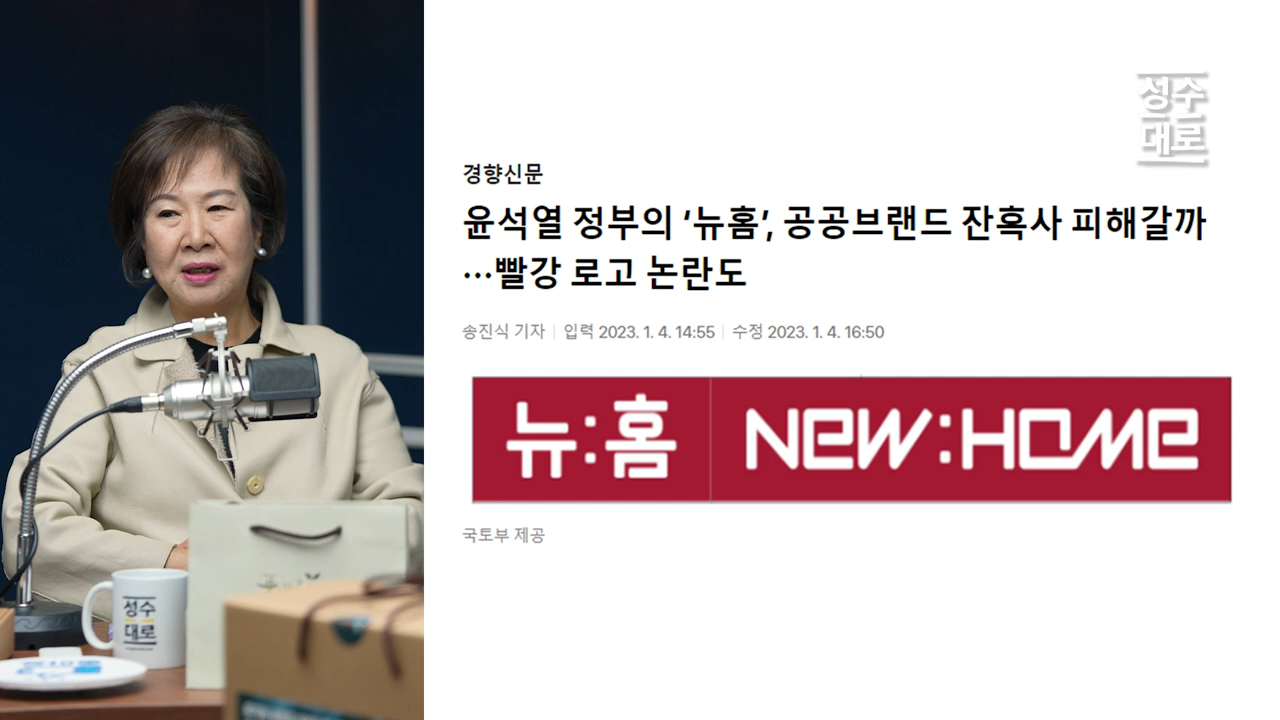 성수
대로
경향신문
윤석열 정부의 ‘뉴홈’, 공공브랜드 잔혹사 피해갈까
…빨강 로고 논란도
송진식 기자 | 입력 2023. 1. 4. 14:55 | 수정 2023. 1. 4. 16:50
뉴:홈 NEW:HOME
국토부 제공
성수
대로